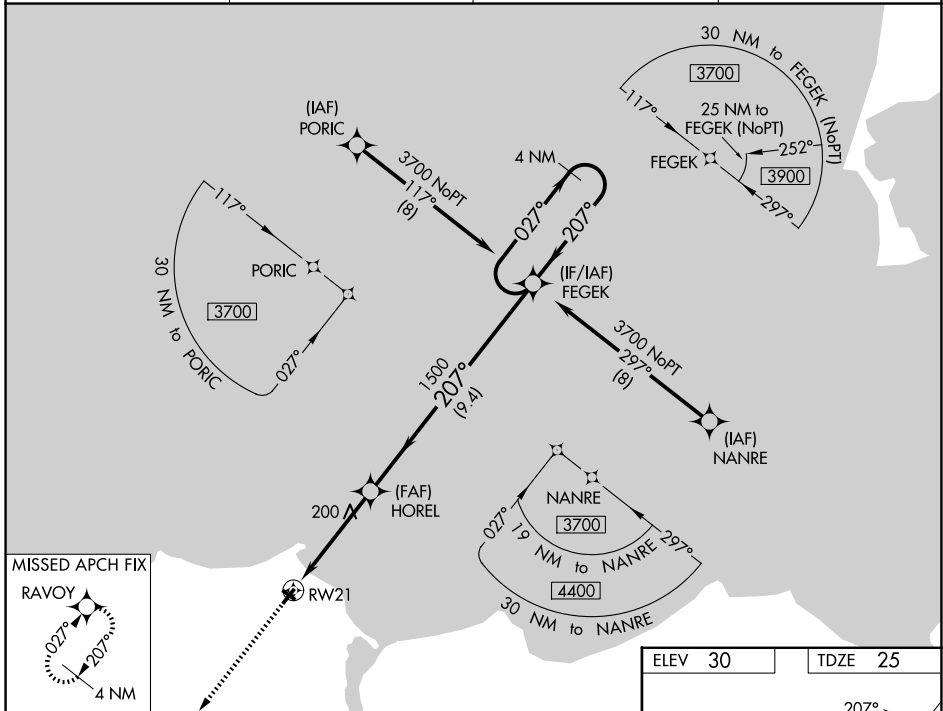 (IAF)
PORIC
3700 NoPT
117°
(8)
4 NM
027°
207°
30 NM to FEGEK (NoPT)
3700
117°
25 NM to
FEGEK (NoPT)
FEGEK
252°
3900
297°
117°
PORIC
3700
30 NM to PORIC
027°
(IF/IAF)
FEGEK
3700 NoPT
297°
(8)
(IAF)
NANRE
1500
207°
(9.4)
(FAF)
HOREL
200
RW21
NANRE
3700
027°
297°
19 NM to NANRE
4400
30 NM to NANRE
MISSED APCH FIX
RAVOY
027°
207°
4 NM
ELEV 30
TDZE 25
207°